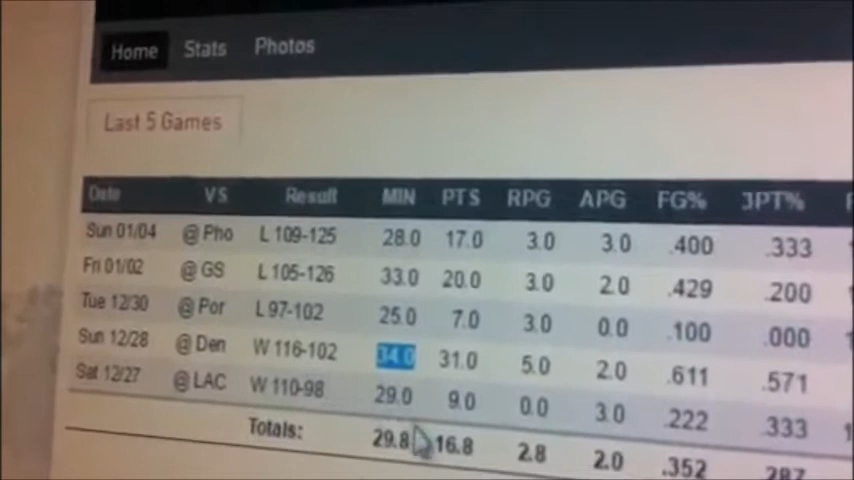 Home Stats Photos
Last 5 Games
Date VS Result MIN PTS RPG APG FG% 3PT%
Sun 01/04 @ Pho L 109-125 28.0 17.0 3.0 3.0 .400 .333
Fri 01/02 @ GS L 105-126 33.0 20.0 3.0 2.0 .429 .200
Tue 12/30 @ Por L 97-102 25.0 7.0 3.0 0.0 .100 .000
Sun 12/28 @ Den W 116-102 34.0 31.0 5.0 2.0 .611 .571
Sat 12/27 @ LAC W 110-98 29.0 9.0 0.0 3.0 .222 .333
Totals: 29.8 16.8 2.8 2.0 .352 .287